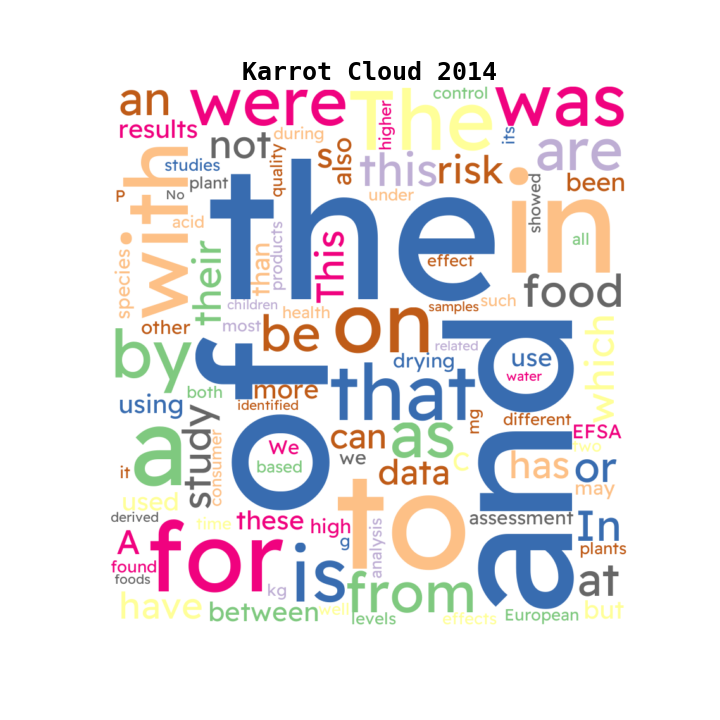 Karrot Cloud 2014
an were The control was
results higher its
not during
studies quality s also this risk are
plant been
P No under
with the in showed
acid
species their than products This effect all
children health samples such food
other most be on related
by of drying use which
both more that water
using identified and different
a study consumer We can as mg EFSA
we two
it based data c has or
used to may
derived time these high assessment In
A g analysis plants
found for kg is from at
foods
have between well levels effects European but